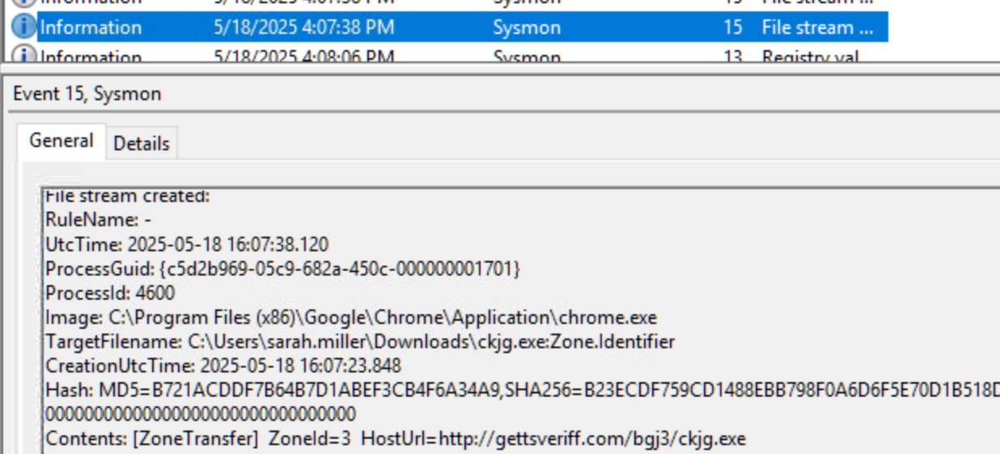 Information 5/18/2025 4:07:38 PM Sysmon 15 File stream ...
Information 5/18/2025 4:08:06 PM Sysmon 13 Registry val
Event 15, Sysmon
General Details
File stream created:
RuleName: -
UtcTime: 2025-05-18 16:07:38.120
ProcessGuid: {c5d2b969-05c9-682a-450c-000000001701}
ProcessId: 4600
Image: C:\Program Files (x86)\Google\Chrome\Application\chrome.exe
TargetFilename: C:\Users\sarah.miller\Downloads\ckjg.exe:Zone.Identifier
CreationUtcTime: 2025-05-18 16:07:23.848
Hash: MD5=B721ACDDF7B64B7D1ABEF3CB4F6A34A9,SHA256=B23ECDF759CD1488EBB798F0A6D6F5E70D1B518D
00000000000000000000000000000000
Contents: [ZoneTransfer]  ZoneId=3  HostUrl=http://gettsveriff.com/bgj3/ckjg.exe